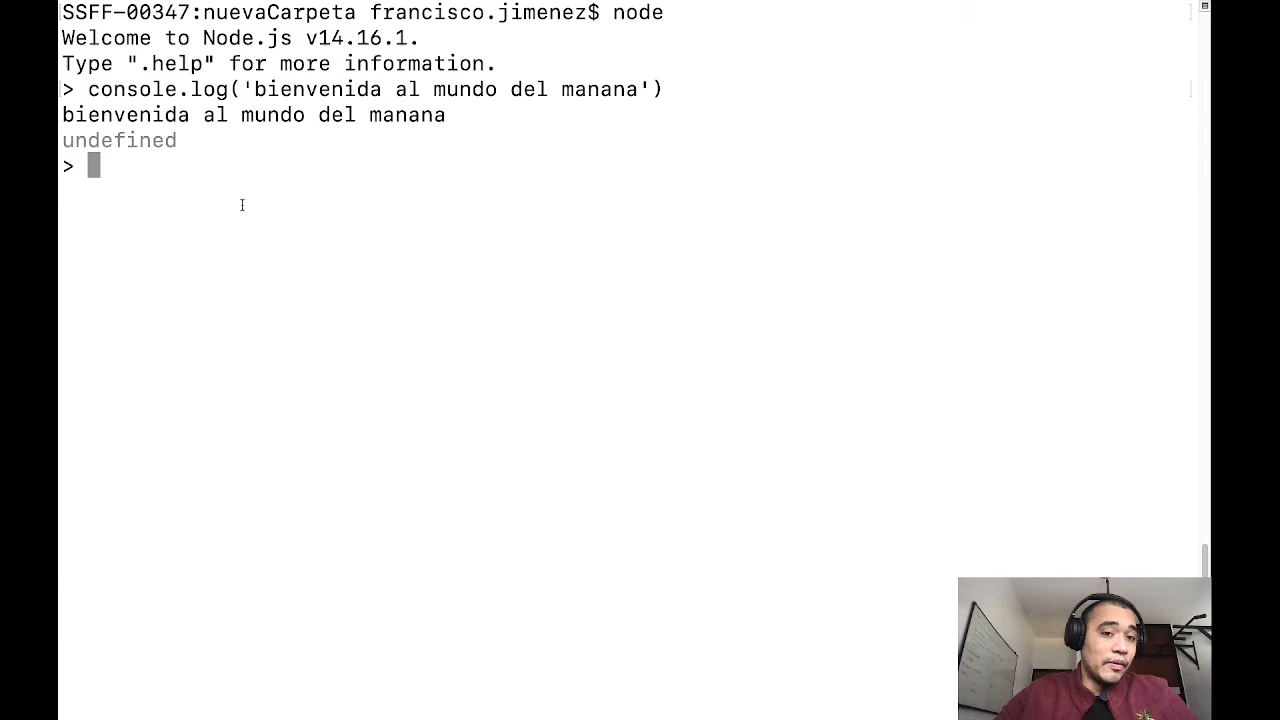 SSFF-00347:nuevaCarpeta francisco.jimenez$ node
Welcome to Node.js v14.16.1.
Type ".help" for more information.
> console.log('bienvenida al mundo del manana')
bienvenida al mundo del manana
undefined
>